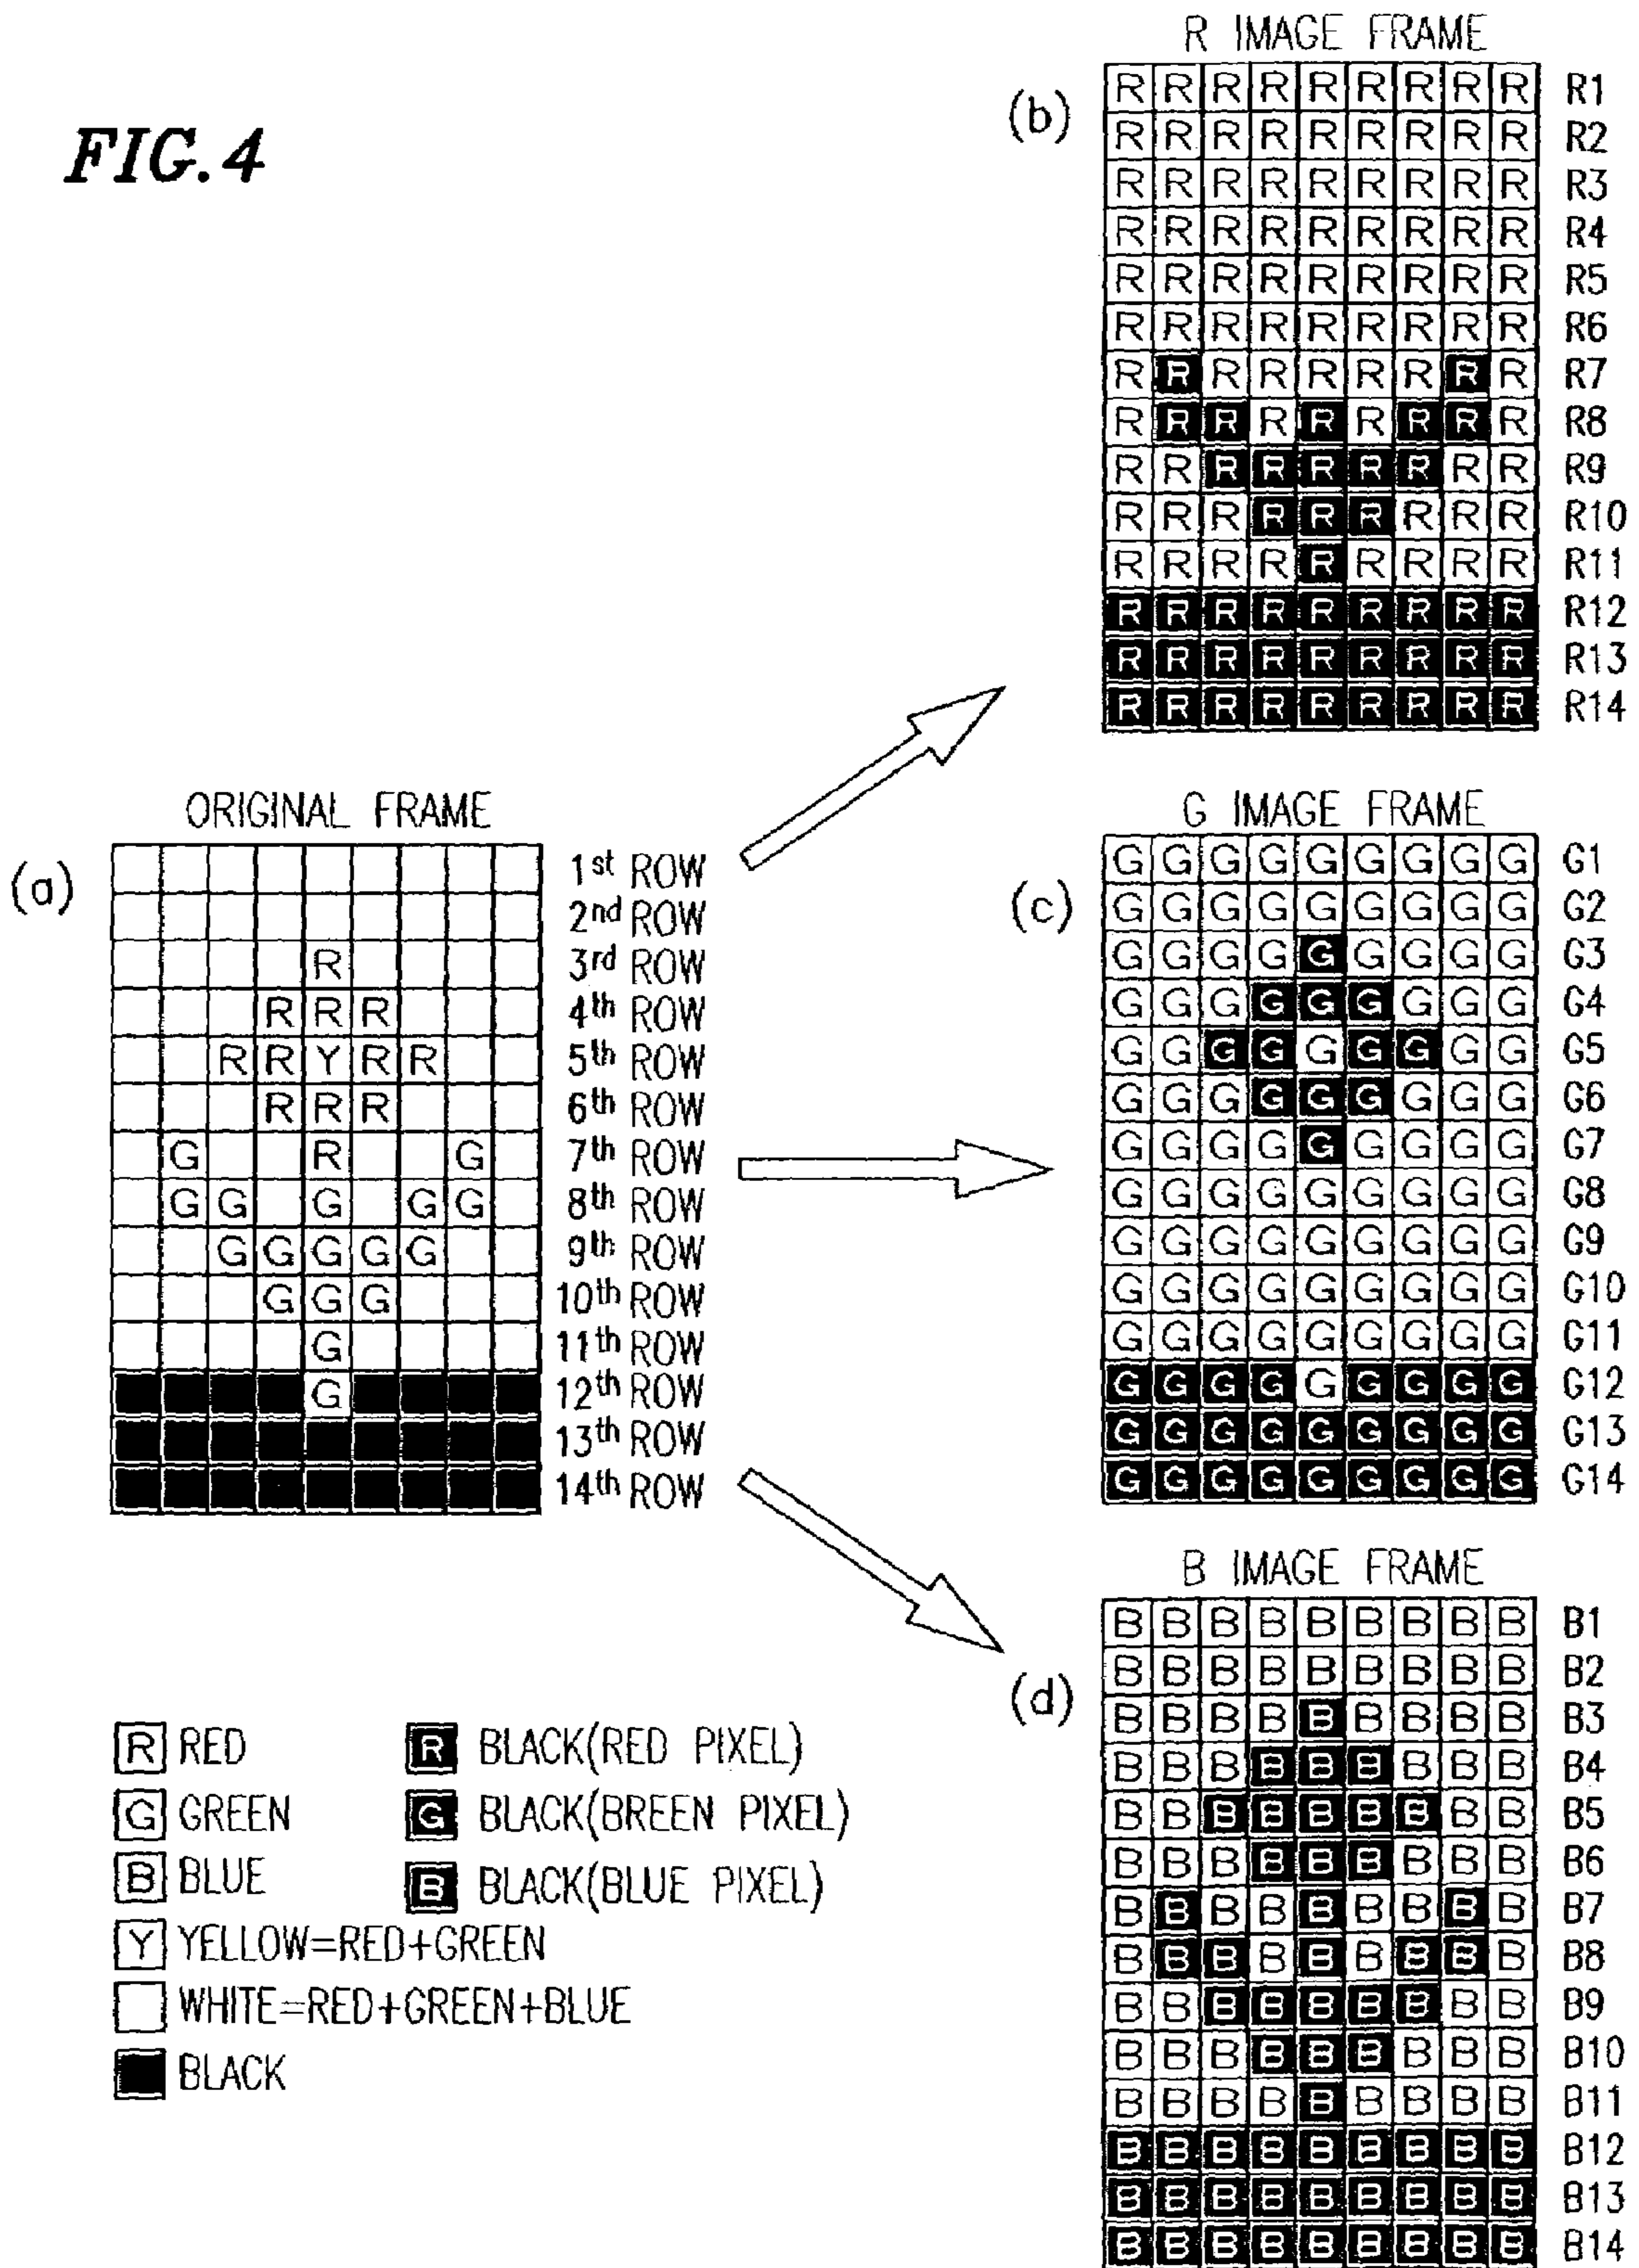 FIG. 4
(a)
ORIGINAL FRAME
1st ROW
2nd ROW
R 3rd ROW
R R R 4th ROW
R R Y R R 5th ROW
R R R 6th ROW
G R G 7th ROW
G G G G G 8th ROW
G G G G G 9th ROW
G G G 10th ROW
G 11th ROW
G 12th ROW
13th ROW
14th ROW
R RED
G GREEN
B BLUE
Y YELLOW=RED+GREEN
WHITE=RED+GREEN+BLUE
BLACK
R BLACK(RED PIXEL)
G BLACK(BREEN PIXEL)
B BLACK(BLUE PIXEL)
(b)
R IMAGE FRAME
R R R R R R R R R R1
R R R R R R R R R R2
R R R R R R R R R R3
R R R R R R R R R R4
R R R R R R R R R R5
R R R R R R R R R R6
R R R R R R R R R R7
R R R R R R R R R R8
R R R R R R R R R R9
R R R R R R R R R R10
R R R R R R R R R R11
R R R R R R R R R R12
R R R R R R R R R R13
R R R R R R R R R R14
(c)
G IMAGE FRAME
G G G G G G G G G G1
G G G G G G G G G G2
G G G G G G G G G G3
G G G G G G G G G G4
G G G G G G G G G G5
G G G G G G G G G G6
G G G G G G G G G G7
G G G G G G G G G G8
G G G G G G G G G G9
G G G G G G G G G G10
G G G G G G G G G G11
G G G G G G G G G G12
G G G G G G G G G G13
G G G G G G G G G G14
(d)
B IMAGE FRAME
B B B B B B B B B B1
B B B B B B B B B B2
B B B B B B B B B B3
B B B B B B B B B B4
B B B B B B B B B B5
B B B B B B B B B B6
B B B B B B B B B B7
B B B B B B B B B B8
B B B B B B B B B B9
B B B B B B B B B B10
B B B B B B B B B B11
B B B B B B B B B B12
B B B B B B B B B B13
B B B B B B B B B B14